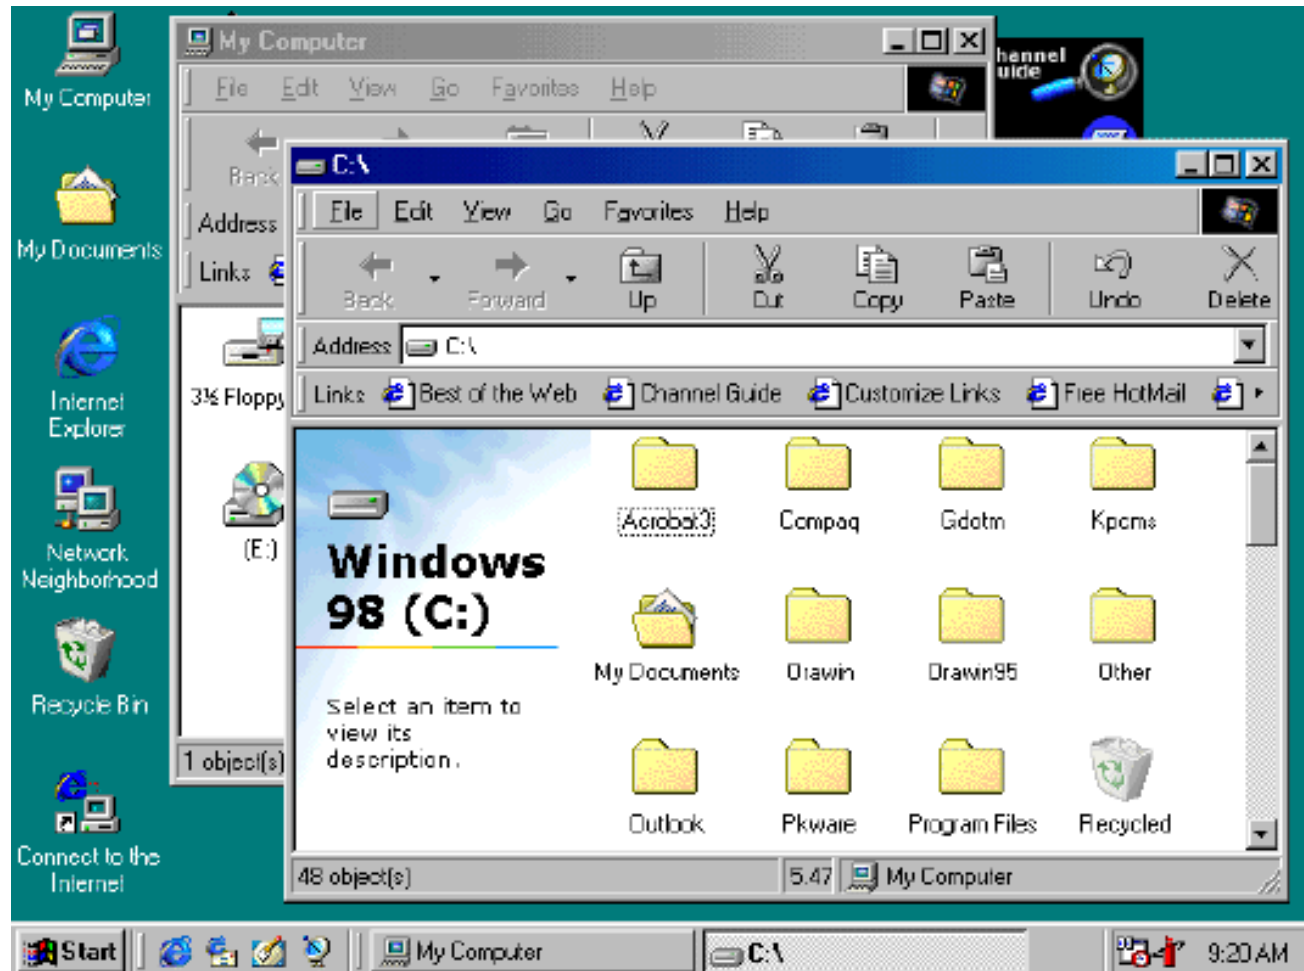 My Computer
My Documents
Internet
Explorer
Network
Neighborhood
Recycle Bin
Connect to the
Internet
My Computer
File Edit View Go Favorites Help
Back
Address
Links
3½ Floppy
(E:)
1 object(s)
hannel
uide
C:\
File Edit View Go Favorites Help
Back Forward Up Cut Copy Paste Undo Delete
Address C:\
Links Best of the Web Channel Guide Customize Links Free HotMail
Windows
98 (C:)
Select an item to
view its
description.
Acrobat3 Compaq Gdotm Kpcms
My Documents Orawin Orawin95 Other
Outlook Pkware Program Files Recycled
48 object(s) 5.47 My Computer
Start My Computer C:\ 9:20 AM